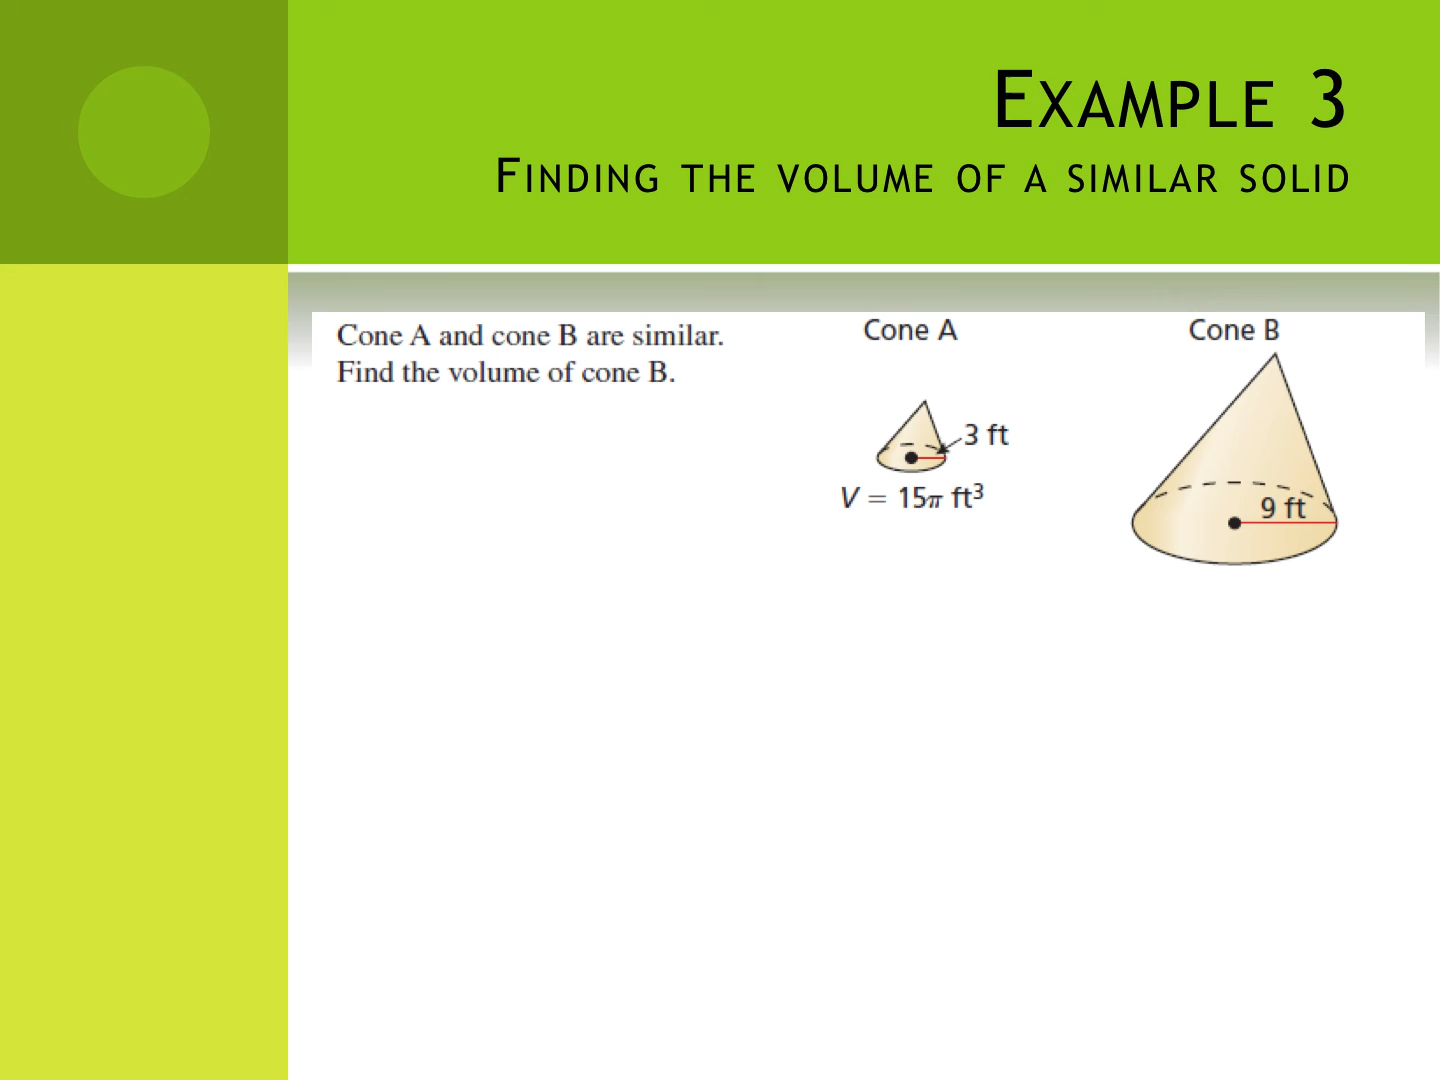 EXAMPLE 3
FINDING THE VOLUME OF A SIMILAR SOLID
Cone A and cone B are similar.
Find the volume of cone B.
Cone A
3 ft
V = 15π ft³
Cone B
9 ft